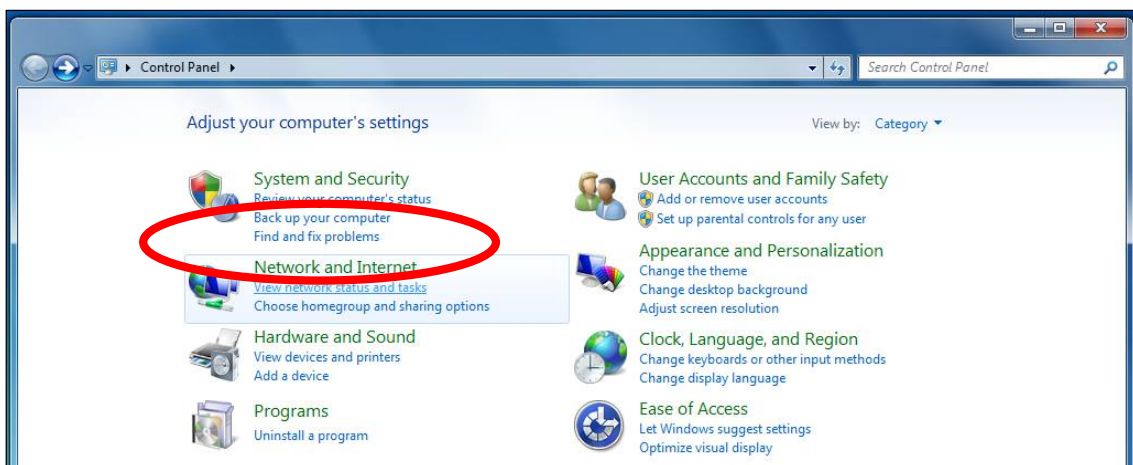 Control Panel
Search Control Panel
Adjust your computer's settings
View by: Category
System and Security
Review your computer's status
Back up your computer
Find and fix problems
Network and Internet
View network status and tasks
Choose homegroup and sharing options
Hardware and Sound
View devices and printers
Add a device
Programs
Uninstall a program
User Accounts and Family Safety
Add or remove user accounts
Set up parental controls for any user
Appearance and Personalization
Change the theme
Change desktop background
Adjust screen resolution
Clock, Language, and Region
Change keyboards or other input methods
Change display language
Ease of Access
Let Windows suggest settings
Optimize visual display